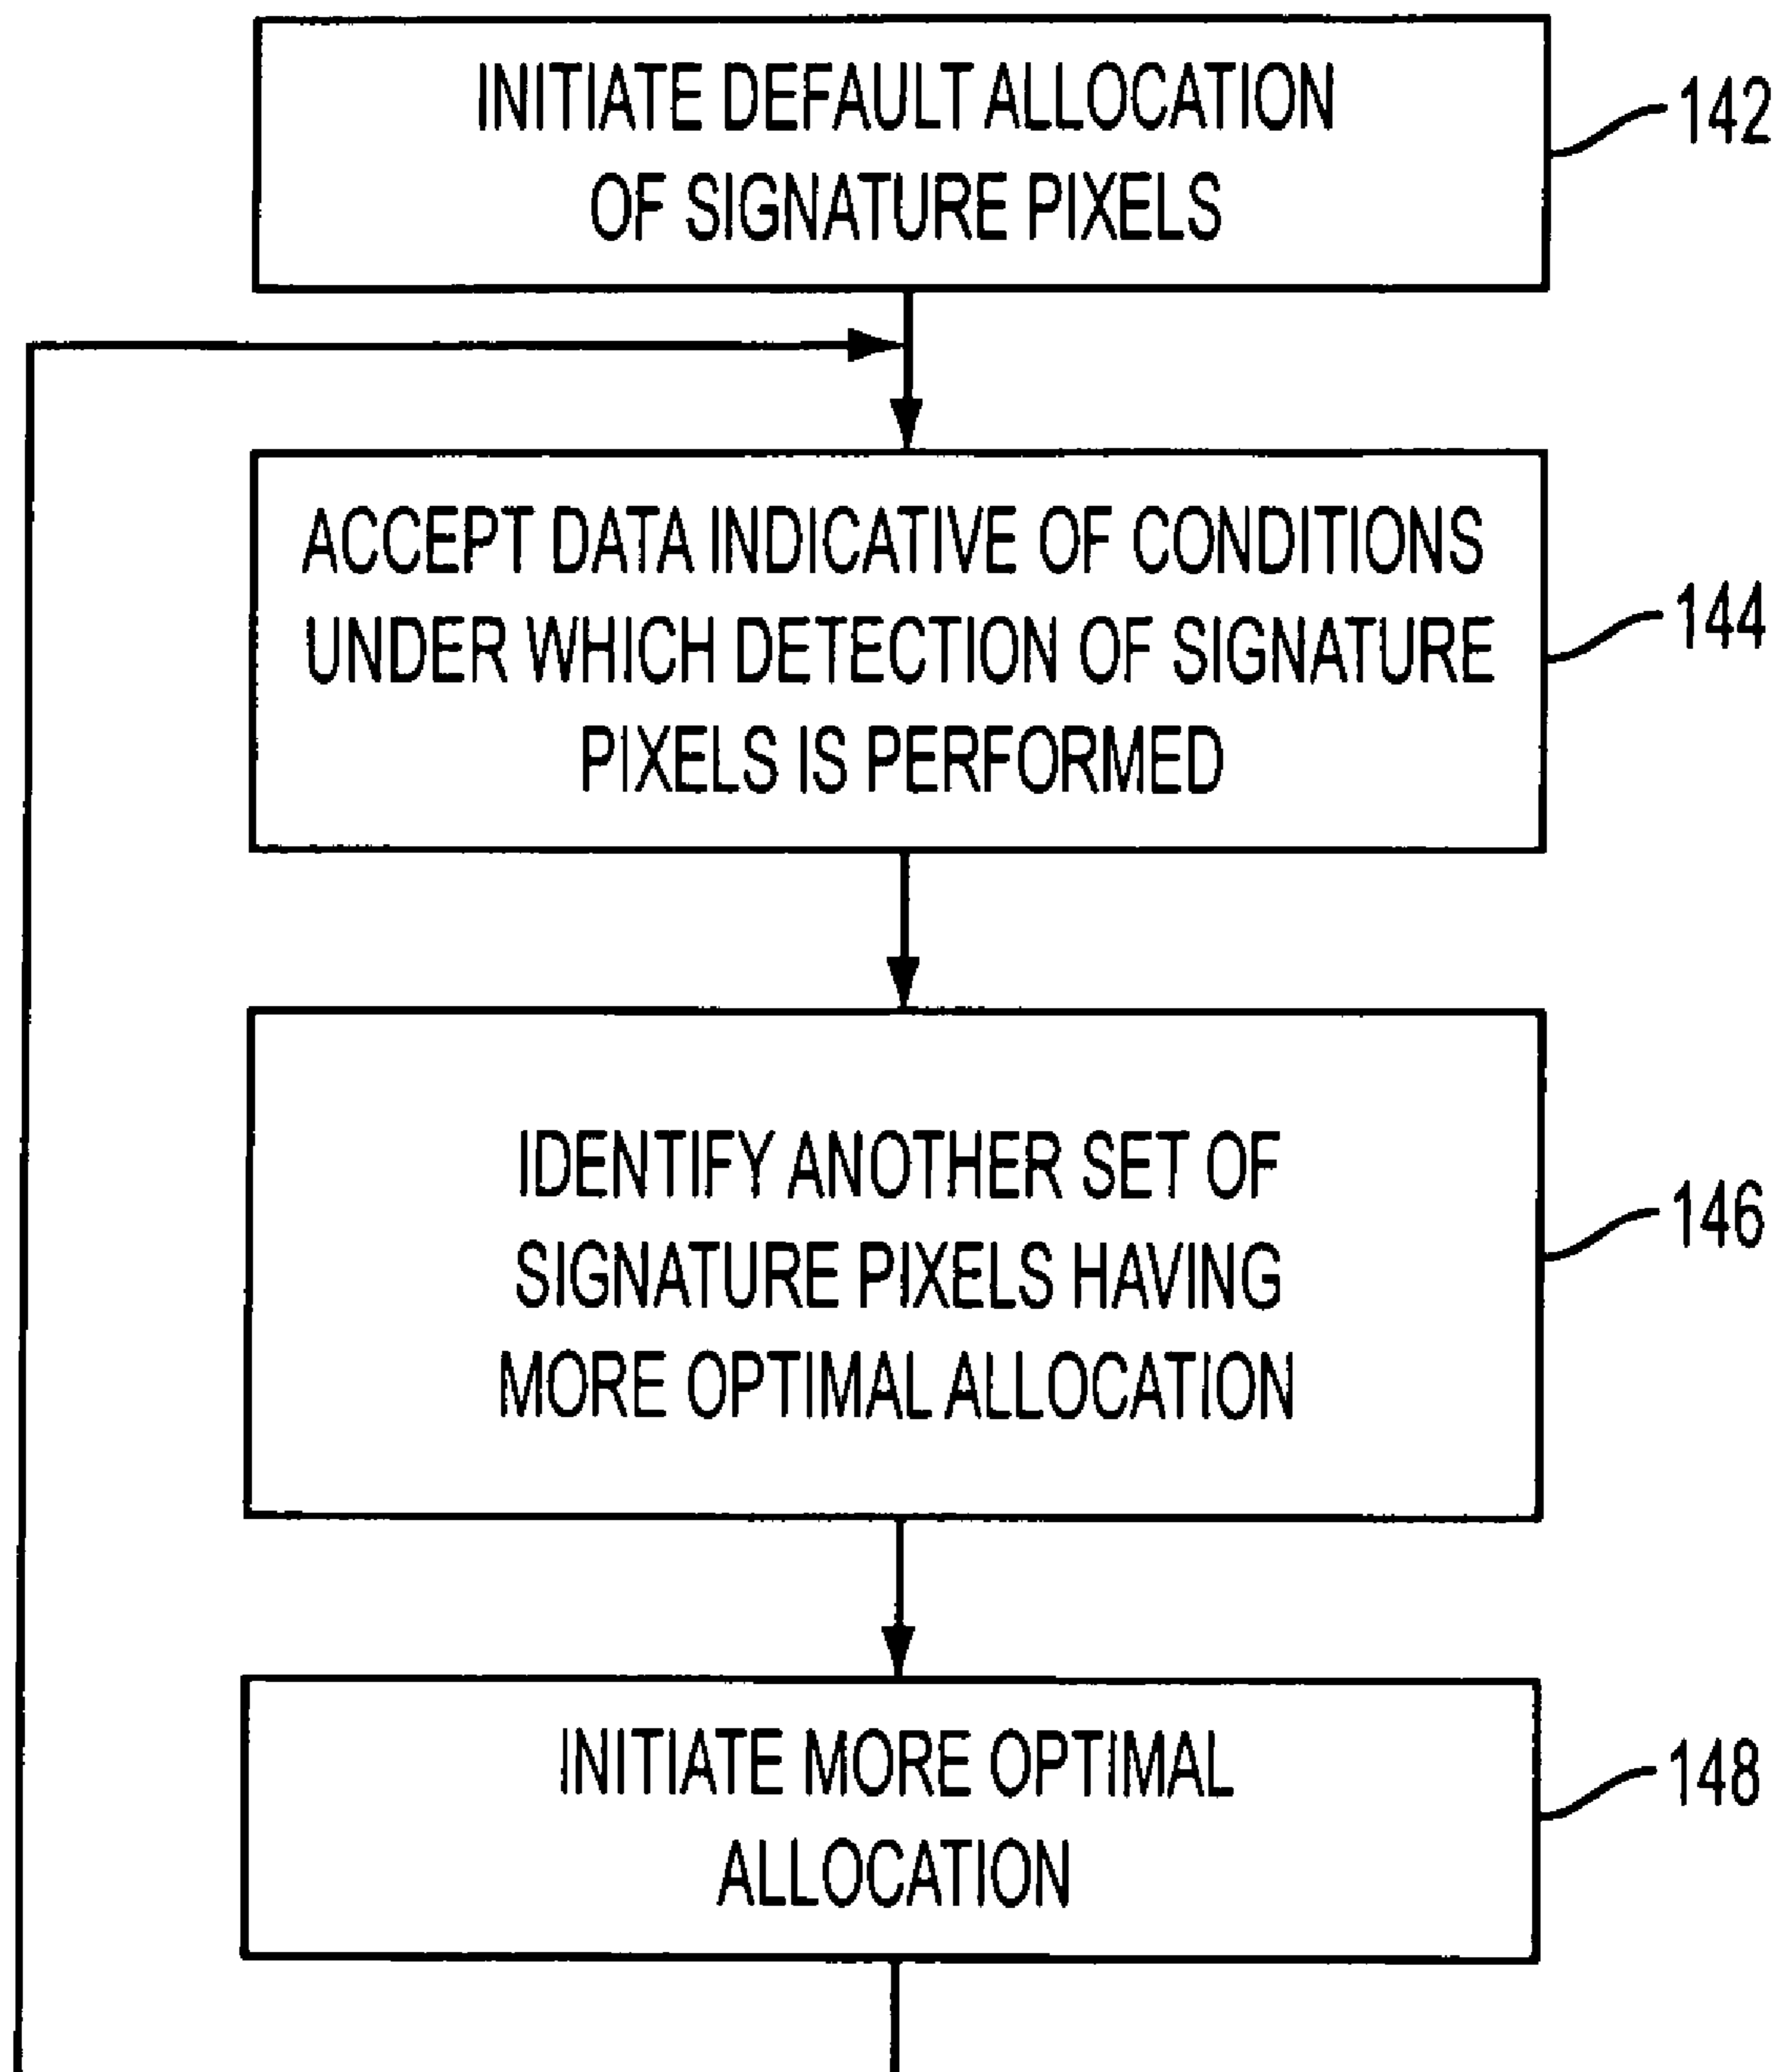 INITIATE DEFAULT ALLOCATION
OF SIGNATURE PIXELS
142
ACCEPT DATA INDICATIVE OF CONDITIONS
UNDER WHICH DETECTION OF SIGNATURE
PIXELS IS PERFORMED
144
IDENTIFY ANOTHER SET OF
SIGNATURE PIXELS HAVING
MORE OPTIMAL ALLOCATION
146
INITIATE MORE OPTIMAL
ALLOCATION
148